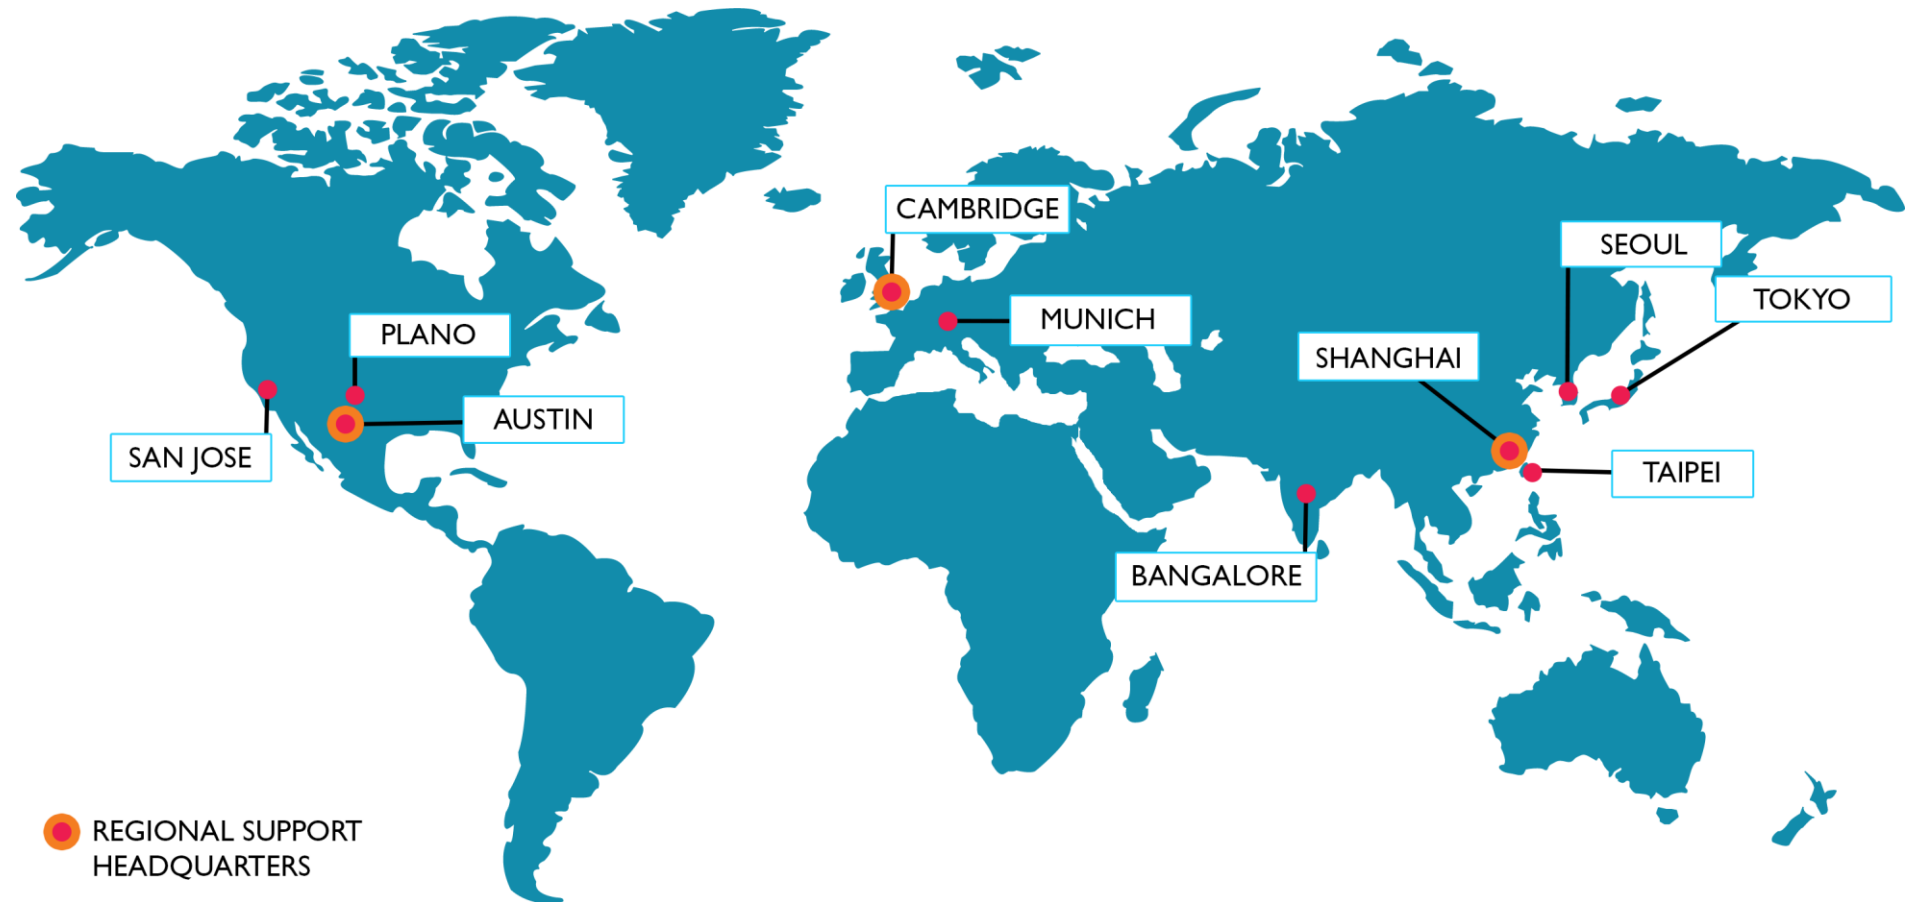 CAMBRIDGE
SEOUL
TOKYO
MUNICH
PLANO
SHANGHAI
AUSTIN
SAN JOSE
TAIPEI
BANGALORE
REGIONAL SUPPORT
HEADQUARTERS